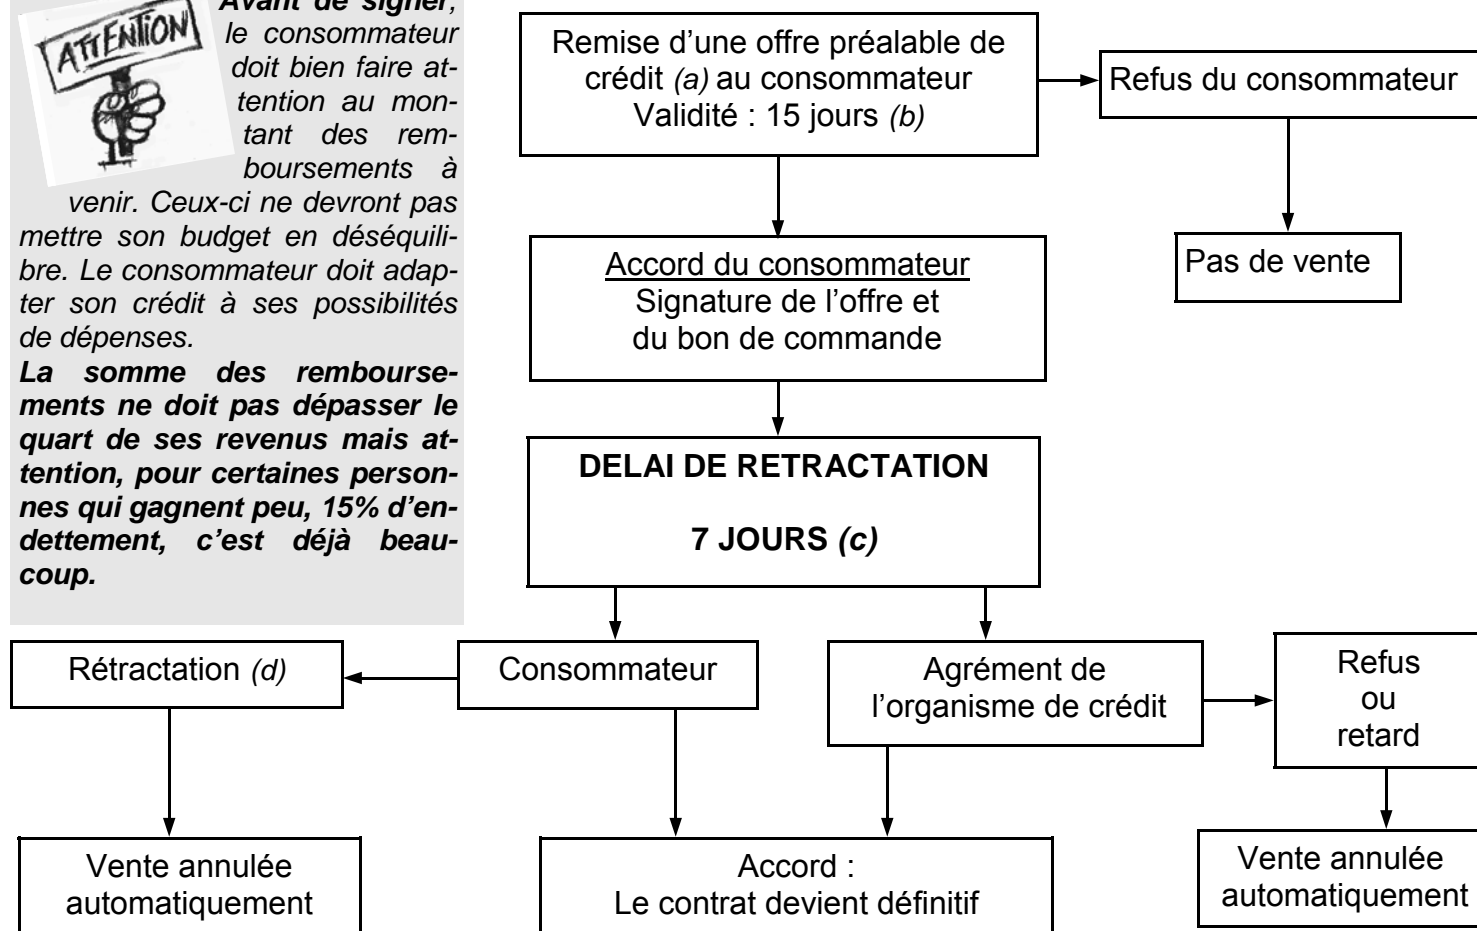 Avant de signer,
ATTENTION
le consommateur
doit bien faire at-
tention au mon-
tant des rem-
boursements à
venir. Ceux-ci ne devront pas
mettre son budget en déséquili-
bre. Le consommateur doit adap-
ter son crédit à ses possibilités
de dépenses.
La somme des rembourse-
ments ne doit pas dépasser le
quart de ses revenus mais at-
tention, pour certaines person-
nes qui gagnent peu, 15% d’en-
dettement, c’est déjà beau-
coup.
Remise d’une offre préalable de
crédit (a) au consommateur
Validité : 15 jours (b)
Refus du consommateur
Pas de vente
Accord du consommateur
Signature de l’offre et
du bon de commande
DELAI DE RETRACTATION
7 JOURS (c)
Rétractation (d)
Consommateur
Agrément de
l’organisme de crédit
Refus
ou
retard
Vente annulée
automatiquement
Accord :
Le contrat devient définitif
Vente annulée
automatiquement